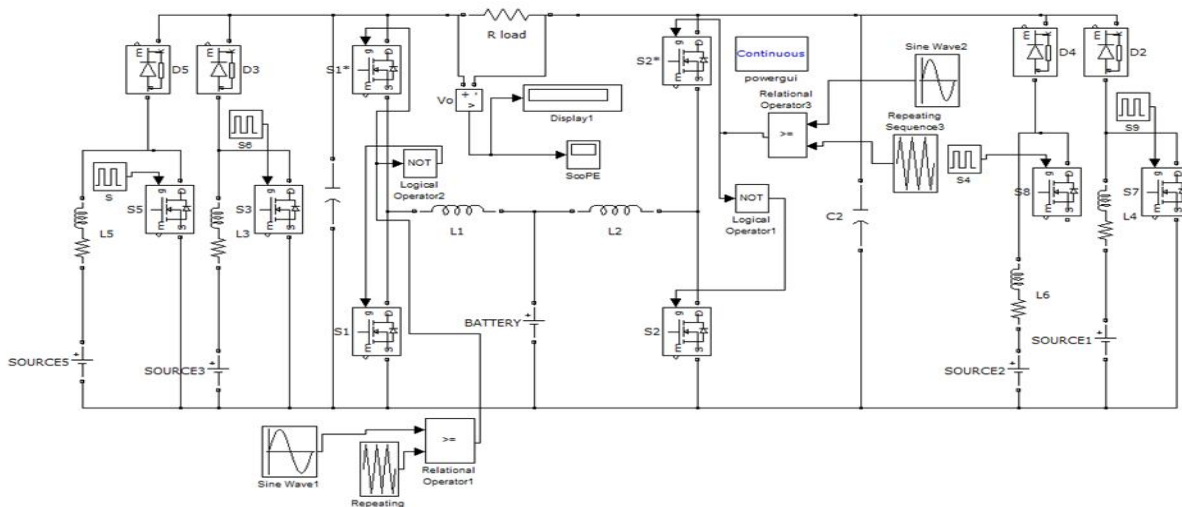 R load
D5
D3
S1*
S2*
Continuous
powergui
Sine Wave2
D4
D2
Vo
+ -
v
Display1
Relational
Operator3
>=
Repeating
Sequence3
S6
S9
ScoPE
NOT
Logical
Operator2
S
S5
S3
S4
S8
S7
NOT
Logical
Operator1
L5
L3
L1
L2
C2
L4
L6
S1
BATTERY
S2
SOURCE5
SOURCE3
SOURCE2
SOURCE1
>=
Sine Wave1
Relational
Operator1
Repeating